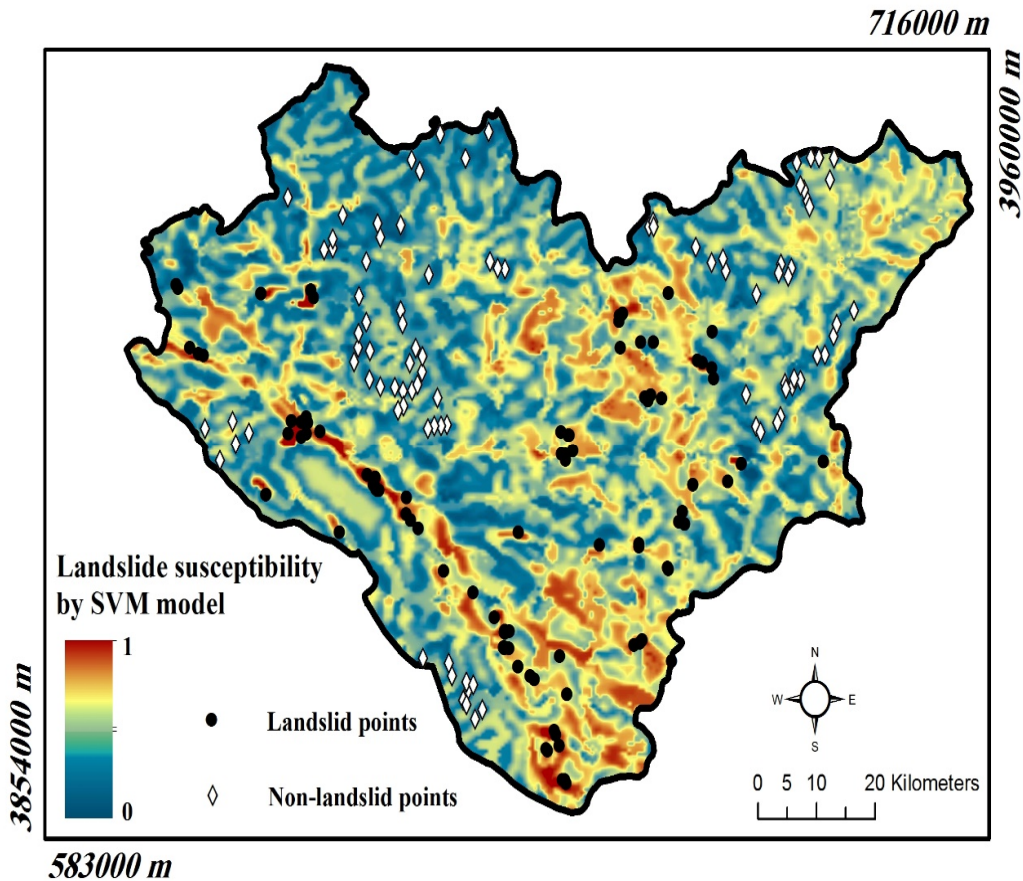 716000 m
3960000 m
Landslide susceptibility
by SVM model
1
0
Landslid points
Non-landslid points
N
W E
S
0 5 10 20 Kilometers
3854000 m
583000 m